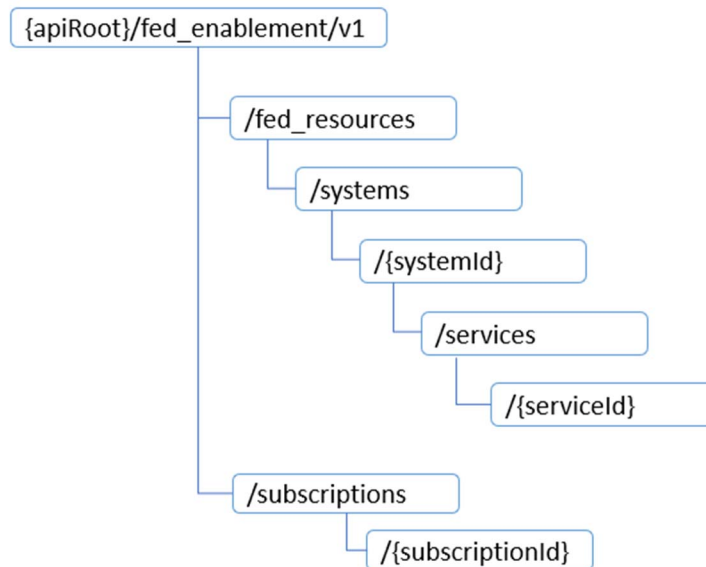 {apiRoot}/fed_enablement/v1
/fed_resources
/systems
/{systemId}
/services
/{serviceId}
/subscriptions
/{subscriptionId}